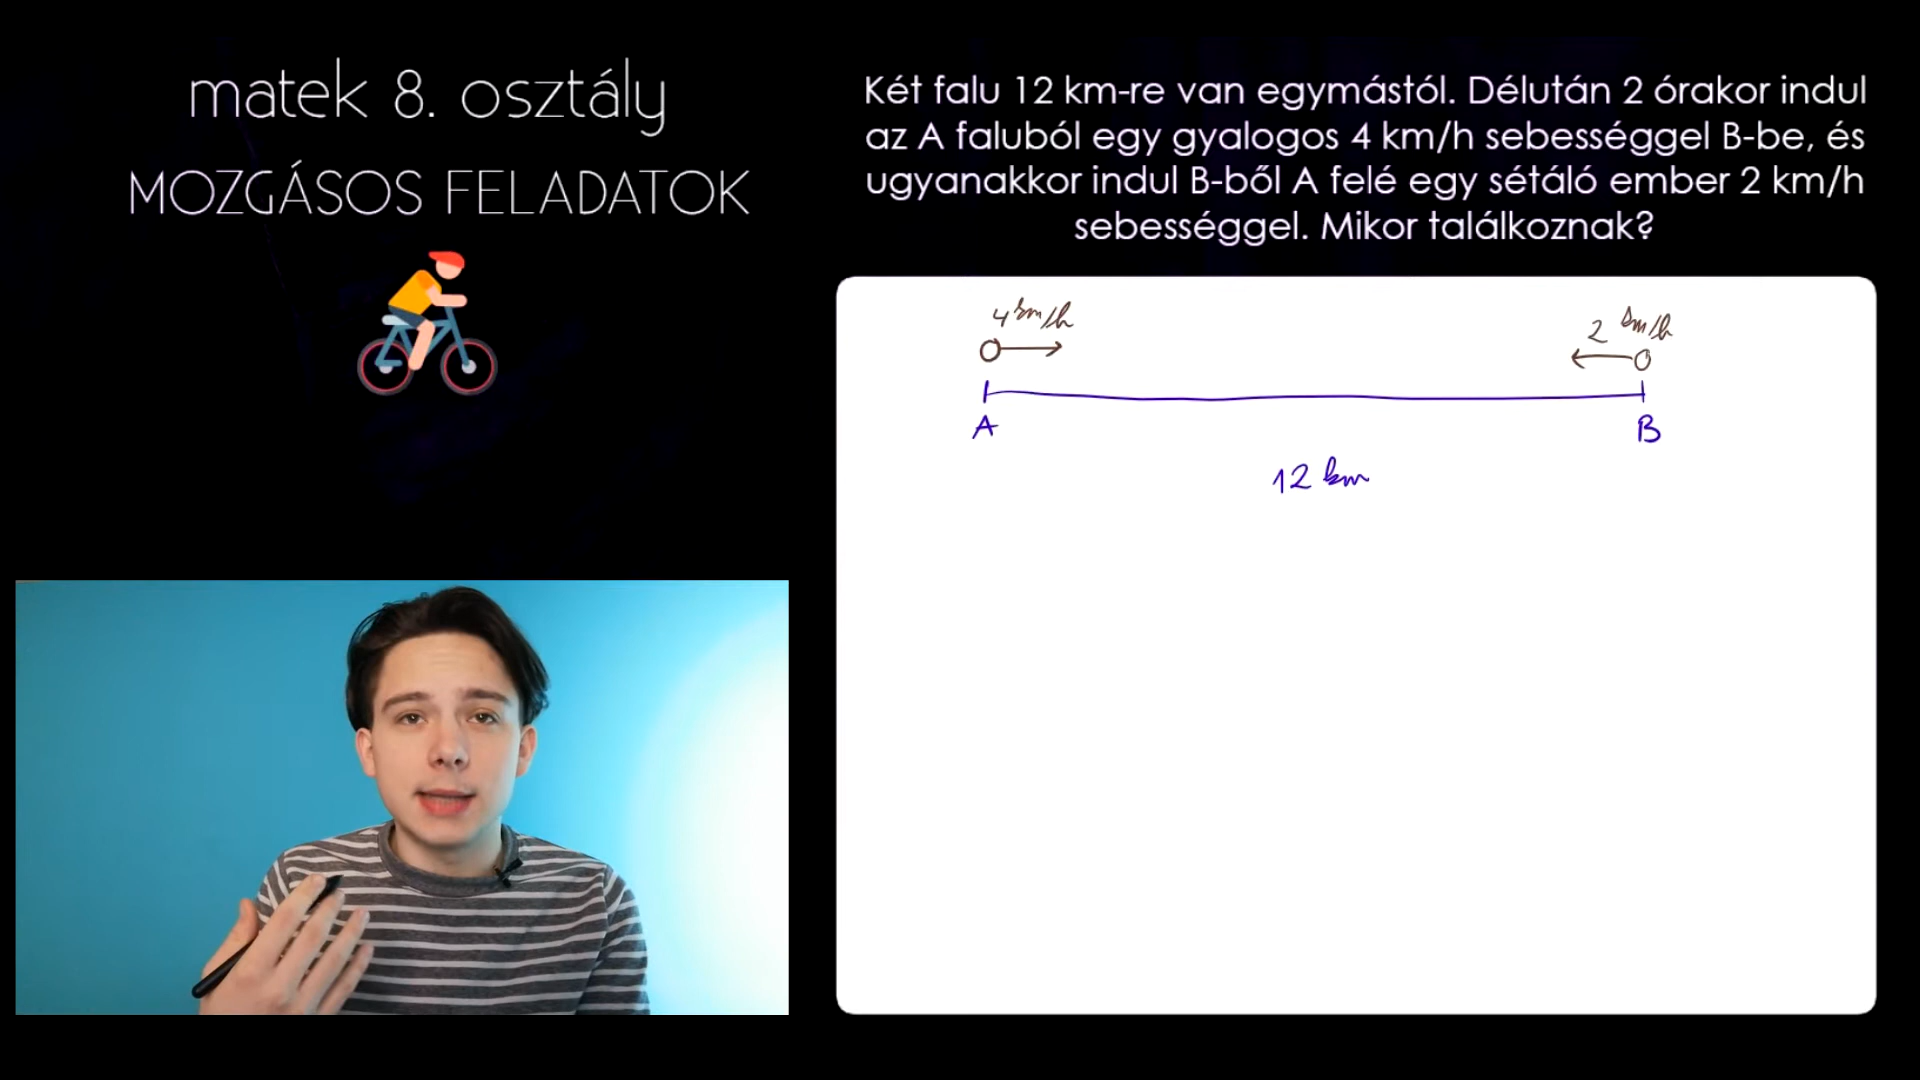 matek 8. osztály
MOZGÁSOS FELADATOK
Két falu 12 km-re van egymástól. Délután 2 órakor indul
az A faluból egy gyalogos 4 km/h sebességgel B-be, és
ugyanakkor indul B-ből A felé egy sétáló ember 2 km/h
sebességgel. Mikor találkoznak?
4 km/h
2 km/h
A
B
12 km